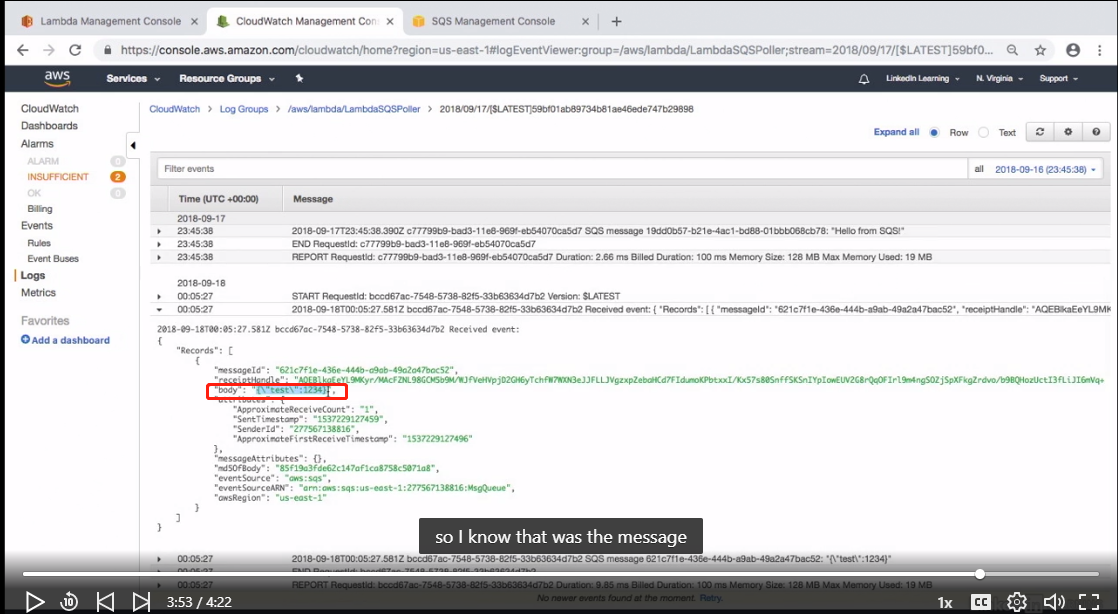 Lambda Management Console
CloudWatch Management Con
SQS Management Console
https://console.aws.amazon.com/cloudwatch/home?region=us-east-1#logEventViewer:group=/aws/lambda/LambdaSQSPoller;stream=2018/09/17/[$LATEST]59bf0...
aws Services Resource Groups LinkedIn Learning N. Virginia Support
CloudWatch
Dashboards
Alarms
ALARM 0
INSUFFICIENT 2
OK 0
Billing
Events
Rules
Event Buses
Logs
Metrics
Favorites
Add a dashboard
CloudWatch > Log Groups > /aws/lambda/LambdaSQSPoller > 2018/09/17/[$LATEST]59bf01ab89734b81ae46ede747b29898
Expand all Row Text
Filter events all 2018-09-16 (23:45:38)
Time (UTC +00:00) Message
2018-09-17
23:45:38 2018-09-17T23:45:38.390Z c77799b9-bad3-11e8-969f-eb54070ca5d7 SQS message 19dd0b57-b21e-4ac1-bd88-01bbb068cb78: "Hello from SQS!"
23:45:38 END RequestId: c77799b9-bad3-11e8-969f-eb54070ca5d7
23:45:38 REPORT RequestId: c77799b9-bad3-11e8-969f-eb54070ca5d7 Duration: 2.66 ms Billed Duration: 100 ms Memory Size: 128 MB Max Memory Used: 19 MB
2018-09-18
00:05:27 START RequestId: bccd67ac-7548-5738-82f5-33b63634d7b2 Version: $LATEST
00:05:27 2018-09-18T00:05:27.581Z bccd67ac-7548-5738-82f5-33b63634d7b2 Received event: { "Records": [ { "messageId": "621c7f1e-436e-444b-a9ab-49a2a47bac52", "receiptHandle": "AQEBlkaEeYL9MK
2018-09-18T00:05:27.581Z bccd67ac-7548-5738-82f5-33b63634d7b2 Received event:
{
"Records": [
{
"messageId": "621c7f1e-436e-444b-a9ab-49a2a47bac52",
"receiptHandle":
"body": "{\"test\":1234}",
"attributes": {
"ApproximateReceiveCount": "1",
"SentTimestamp": "1537229127459",
"SenderId": "277567138816",
"ApproximateFirstReceiveTimestamp": "1537229127496"
},
"messageAttributes": {},
"md5OfBody": "85f19a3fde62c147af1ca8758c5071a8",
"eventSource": "aws:sqs",
"eventSourceARN": "arn:aws:sqs:us-east-1:277567138816:MsgQueue",
"awsRegion": "us-east-1"
}
]
}
so I know that was the message
00:05:27 2018-09-18T00:05:27.581Z bccd67ac-7548-5738-82f5-33b63634d7b2 SQS message 621c7f1e-436e-444b-a9ab-49a2a47bac52: "{\"test\":1234}"
00:05:27 END RequestId: bccd67ac-7548-5738-82f5-33b63634d7b2
00:05:27 REPORT RequestId: bccd67ac-7548-5738-82f5-33b63634d7b2 Duration: 9.85 ms Billed Duration: 100 ms Memory Size: 128 MB Max Memory Used: 19 MB
No newer events found at the moment. Retry.
10 3:53 / 4:22 1x CC